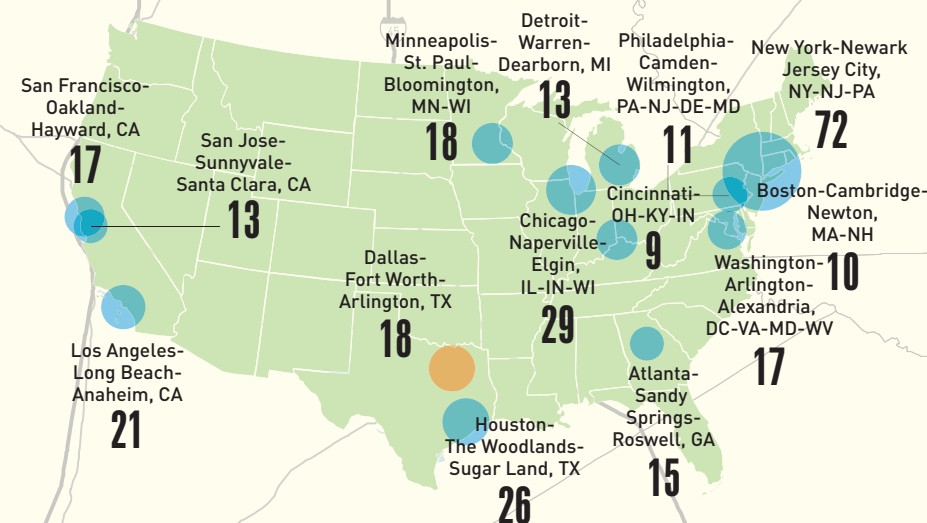 Minneapolis-
St. Paul-
Bloomington,
MN-WI
18
Detroit-
Warren-
Dearborn, MI
13
Philadelphia-
Camden-
Wilmington,
PA-NJ-DE-MD
11
New York-Newark
Jersey City,
NY-NJ-PA
72
San Francisco-
Oakland-
Hayward, CA
17
San Jose-
Sunnyvale-
Santa Clara, CA
13
Cincinnati-
OH-KY-IN
9
Boston-Cambridge-
Newton,
MA-NH
10
Chicago-
Naperville-
Elgin,
IL-IN-WI
29
Dallas-
Fort Worth-
Arlington, TX
18
Washington-
Arlington-
Alexandria,
DC-VA-MD-WV
17
Los Angeles-
Long Beach-
Anaheim, CA
21
Atlanta-
Sandy
Springs-
Roswell, GA
15
Houston-
The Woodlands-
Sugar Land, TX
26